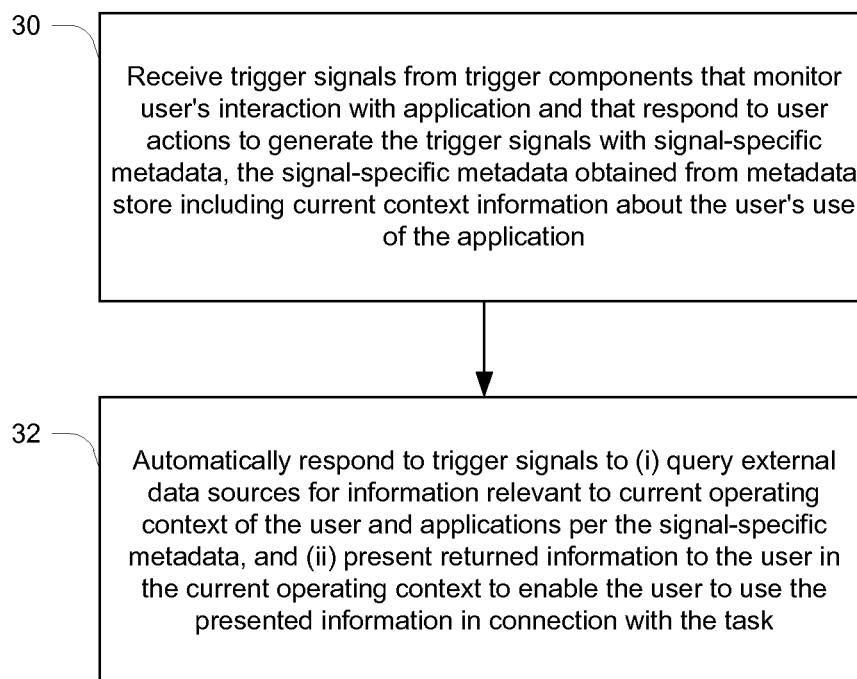 30
Receive trigger signals from trigger components that monitor
user's interaction with application and that respond to user
actions to generate the trigger signals with signal-specific
metadata, the signal-specific metadata obtained from metadata
store including current context information about the user's use
of the application
32
Automatically respond to trigger signals to (i) query external
data sources for information relevant to current operating
context of the user and applications per the signal-specific
metadata, and (ii) present returned information to the user in
the current operating context to enable the user to use the
presented information in connection with the task